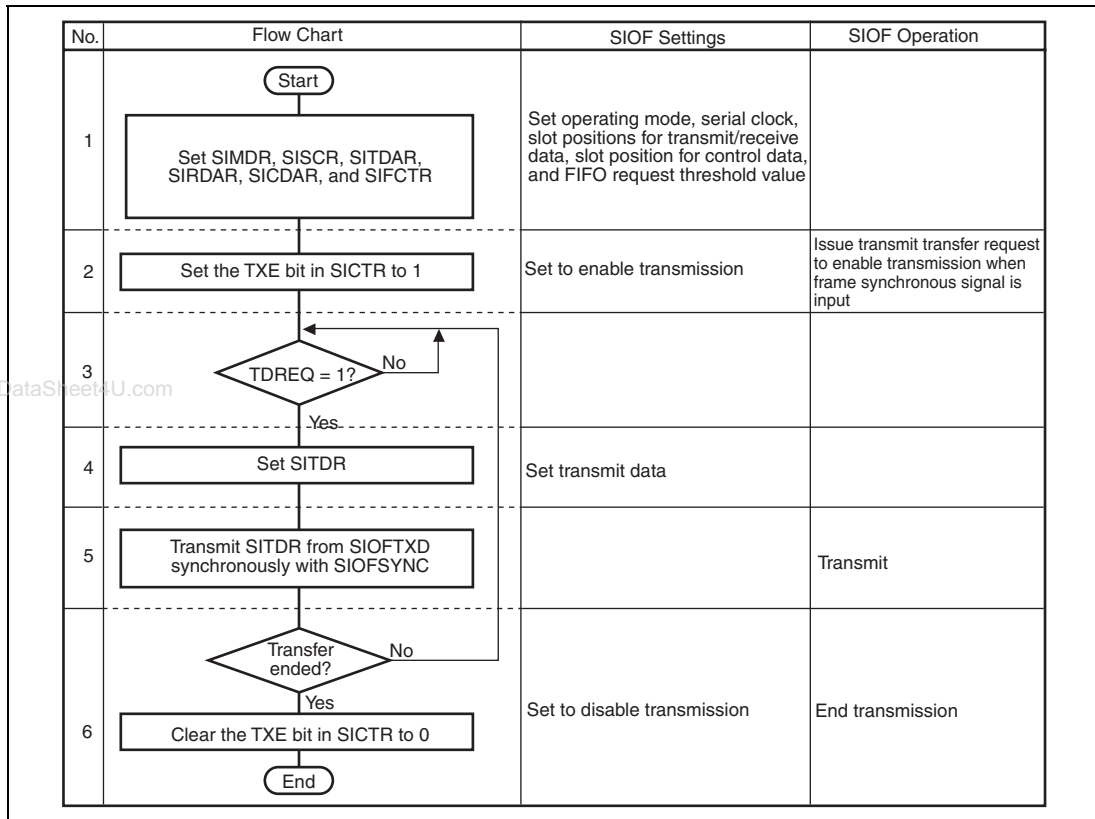 No.
Flow Chart
SIOF Settings
SIOF Operation
Start
1
Set SIMDR, SISCR, SITDAR,
SIRDAR, SICDAR, and SIFCTR
Set operating mode, serial clock,
slot positions for transmit/receive
data, slot position for control data,
and FIFO request threshold value
2
Set the TXE bit in SICTR to 1
Set to enable transmission
Issue transmit transfer request
to enable transmission when
frame synchronous signal is
input
3
TDREQ = 1?
No
Yes
DataSheet4U.com
4
Set SITDR
Set transmit data
5
Transmit SITDR from SIOFTXD
synchronously with SIOFSYNC
Transmit
Transfer
ended?
No
Yes
6
Clear the TXE bit in SICTR to 0
Set to disable transmission
End transmission
End